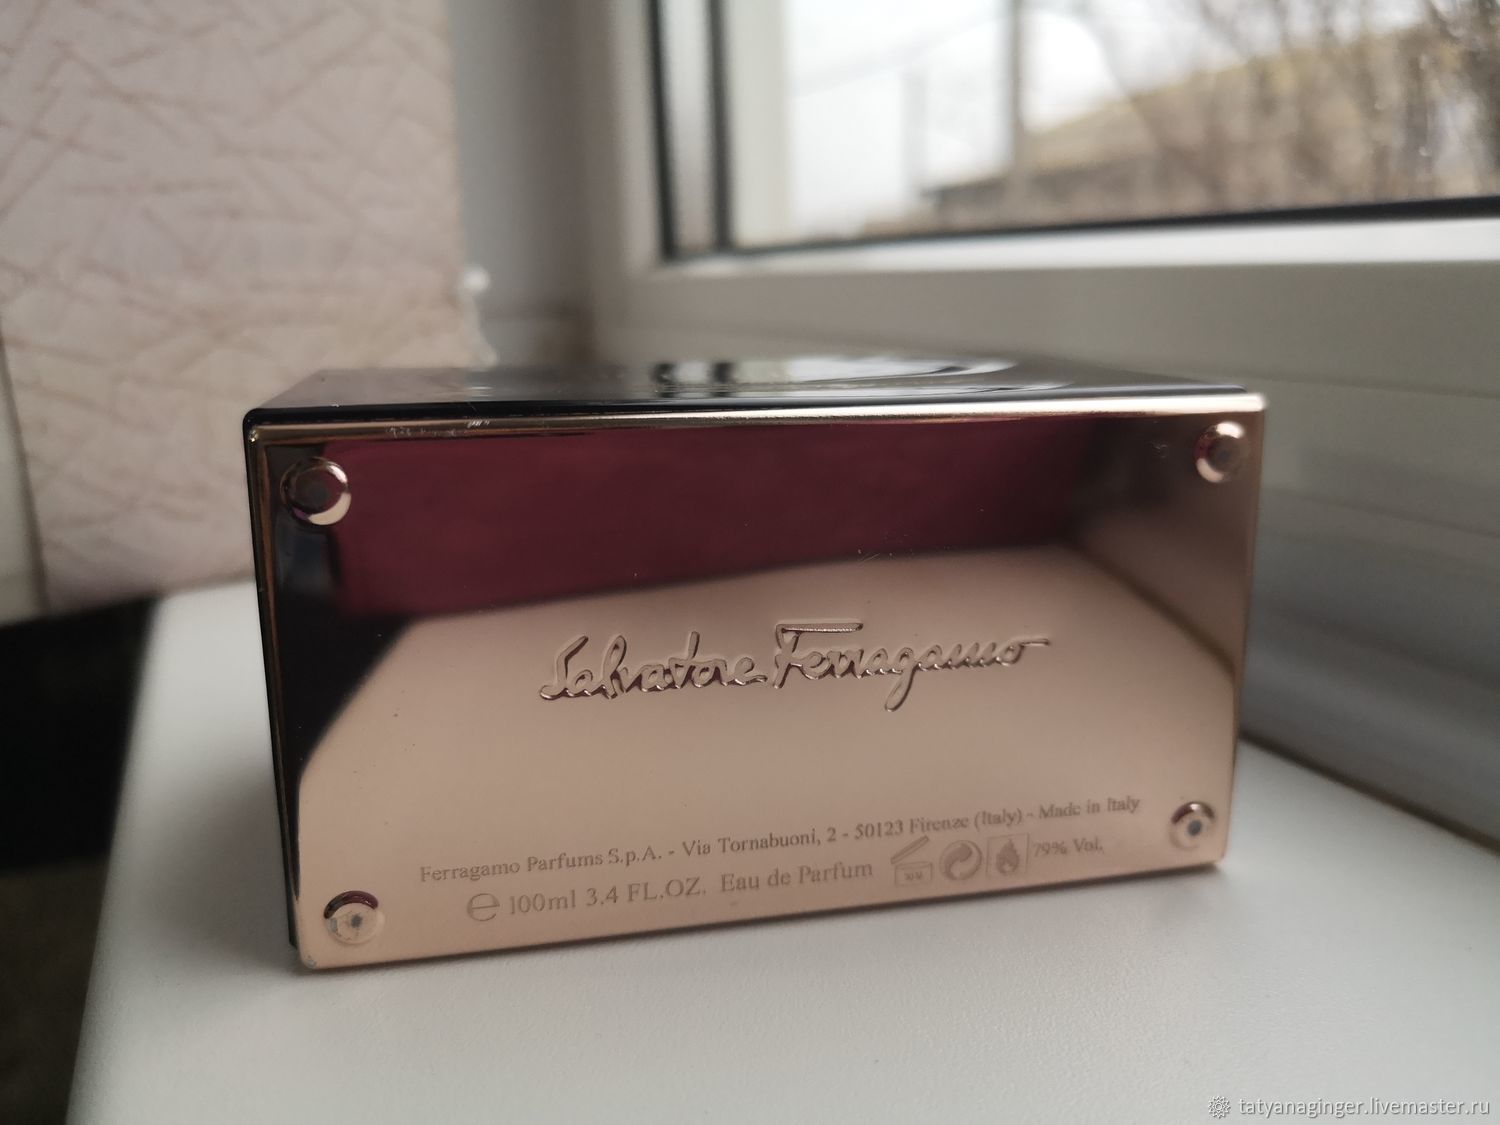 Salvatore Ferragamo
Ferragamo Parfums S.p.A. - Via Tornabuoni, 2 - 50123 Firenze (Italy) - Made in Italy
e 100ml 3.4 FL.OZ. Eau de Parfum 79% Vol.
tatyanaginger.livemaster.ru